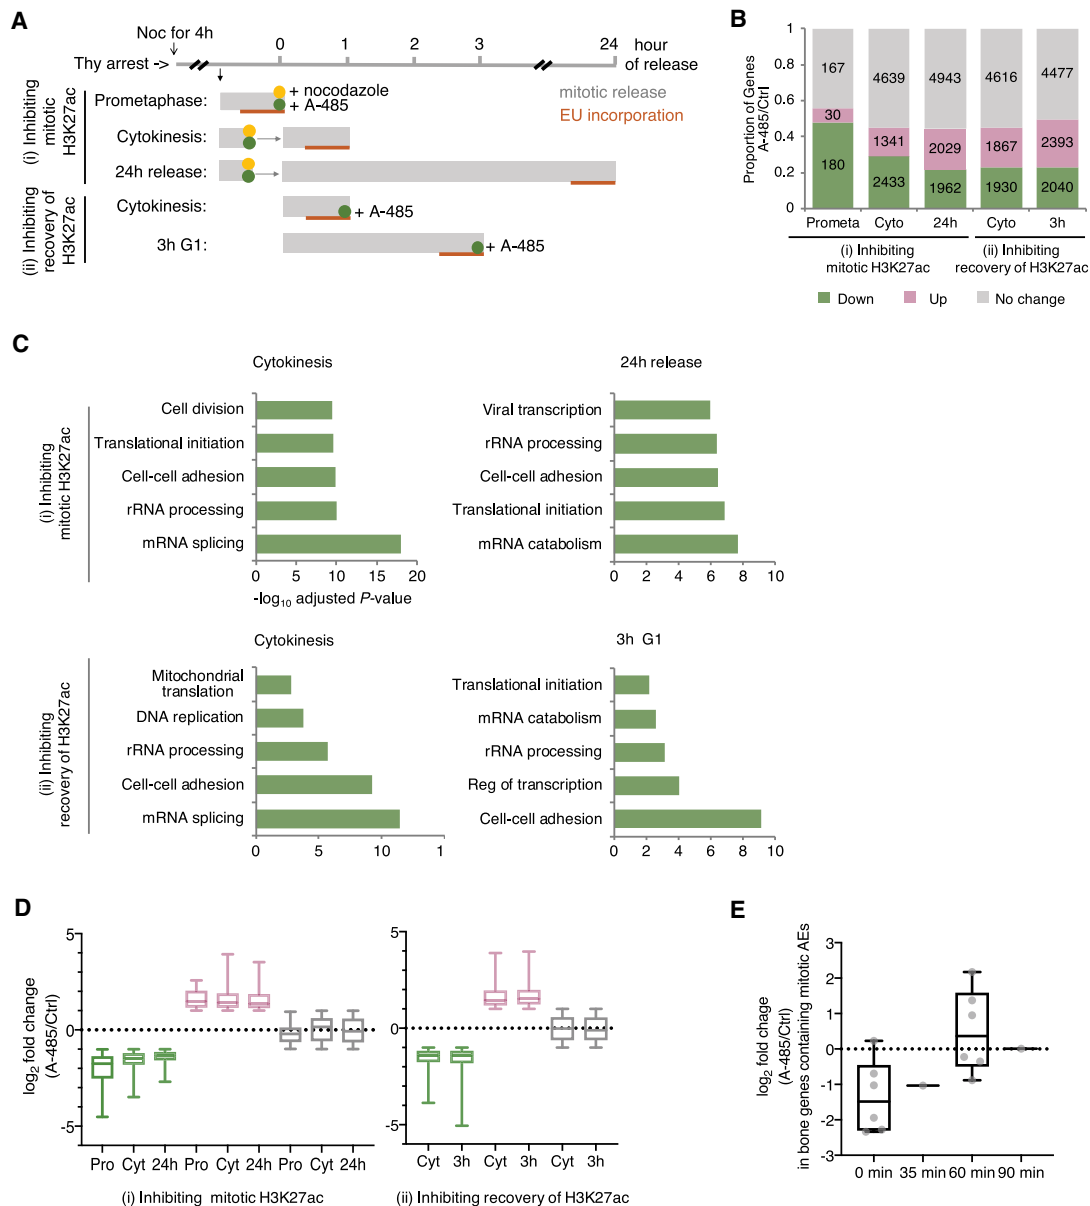 A
Noc for 4h
0 1 2 3 24 hour
Thy arrest -> of release
(i) Inhibiting
mitotic
H3K27ac
Prometaphase:
+ nocodazole
+ A-485
mitotic release
EU incorporation
Cytokinesis:
24h release:
(ii) Inhibiting
recovery of
H3K27ac
Cytokinesis:
+ A-485
3h G1:
+ A-485
B
Proportion of Genes
A-485/Ctrl
1
0.8
0.6
0.4
0.2
0
167 4639 4943 4616 4477
30 1341 2029 1867 2393
180 2433 1962 1930 2040
Prometa Cyto 24h Cyto 3h
(i) Inhibiting
mitotic H3K27ac
(ii) Inhibiting
recovery of H3K27ac
Down Up No change
C
(i) Inhibiting
mitotic H3K27ac
Cytokinesis
Cell division
Translational initiation
Cell-cell adhesion
rRNA processing
mRNA splicing
0 5 10 15 20
-log10 adjusted P-value
24h release
Viral transcription
rRNA processing
Cell-cell adhesion
Translational initiation
mRNA catabolism
0 2 4 6 8 10
(ii) Inhibiting
recovery of H3K27ac
Cytokinesis
Mitochondrial
translation
DNA replication
rRNA processing
Cell-cell adhesion
mRNA splicing
0 5 10 1
3h G1
Translational initiation
mRNA catabolism
rRNA processing
Reg of transcription
Cell-cell adhesion
0 2 4 6 8 10
D
log2 fold change
(A-485/Ctrl)
5
0
-5
Pro Cyt 24h Pro Cyt 24h Pro Cyt 24h
(i) Inhibiting mitotic H3K27ac
5
0
-5
Cyt 3h Cyt 3h Cyt 3h
(ii) Inhibiting recovery of H3K27ac
E
log2 fold chage
(A-485/Ctrl)
in bone genes containing mitotic AEs
3
2
1
0
-1
-2
-3
0 min 35 min 60 min 90 min